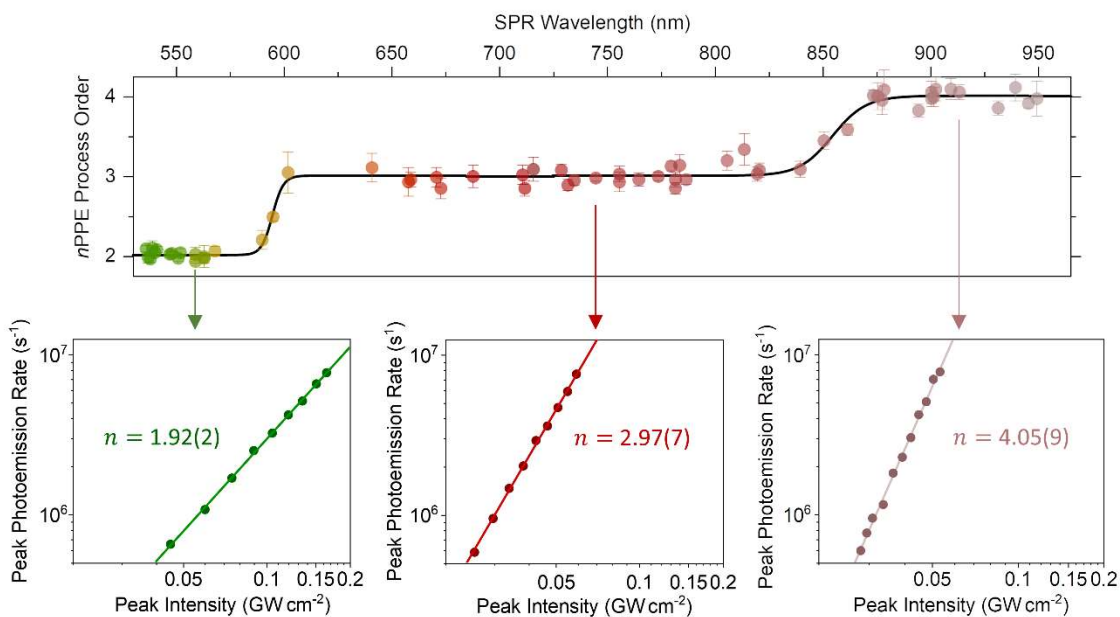 SPR Wavelength (nm)
550 600 650 700 750 800 850 900 950
nPPE Process Order
4
3
2
Peak Photoemission Rate (s⁻¹)
10⁷
10⁶
n = 1.92(2)
0.05 0.1 0.15 0.2
Peak Intensity (GW cm⁻²)
Peak Photoemission Rate (s⁻¹)
10⁷
10⁶
n = 2.97(7)
0.05 0.1 0.15 0.2
Peak Intensity (GW cm⁻²)
Peak Photoemission Rate (s⁻¹)
10⁷
10⁶
n = 4.05(9)
0.05 0.1 0.15 0.2
Peak Intensity (GW cm⁻²)